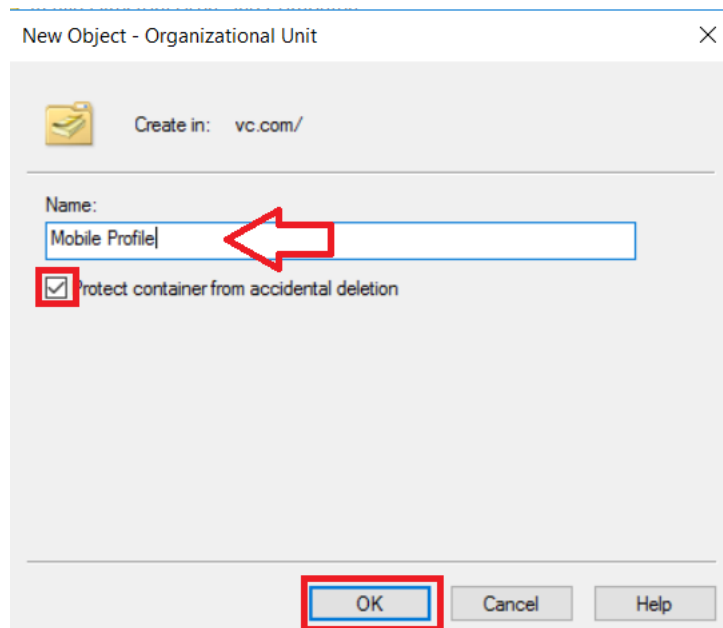 New Object - Organizational Unit
Create in: vc.com/
Name:
Mobile Profile
Protect container from accidental deletion
OK Cancel Help